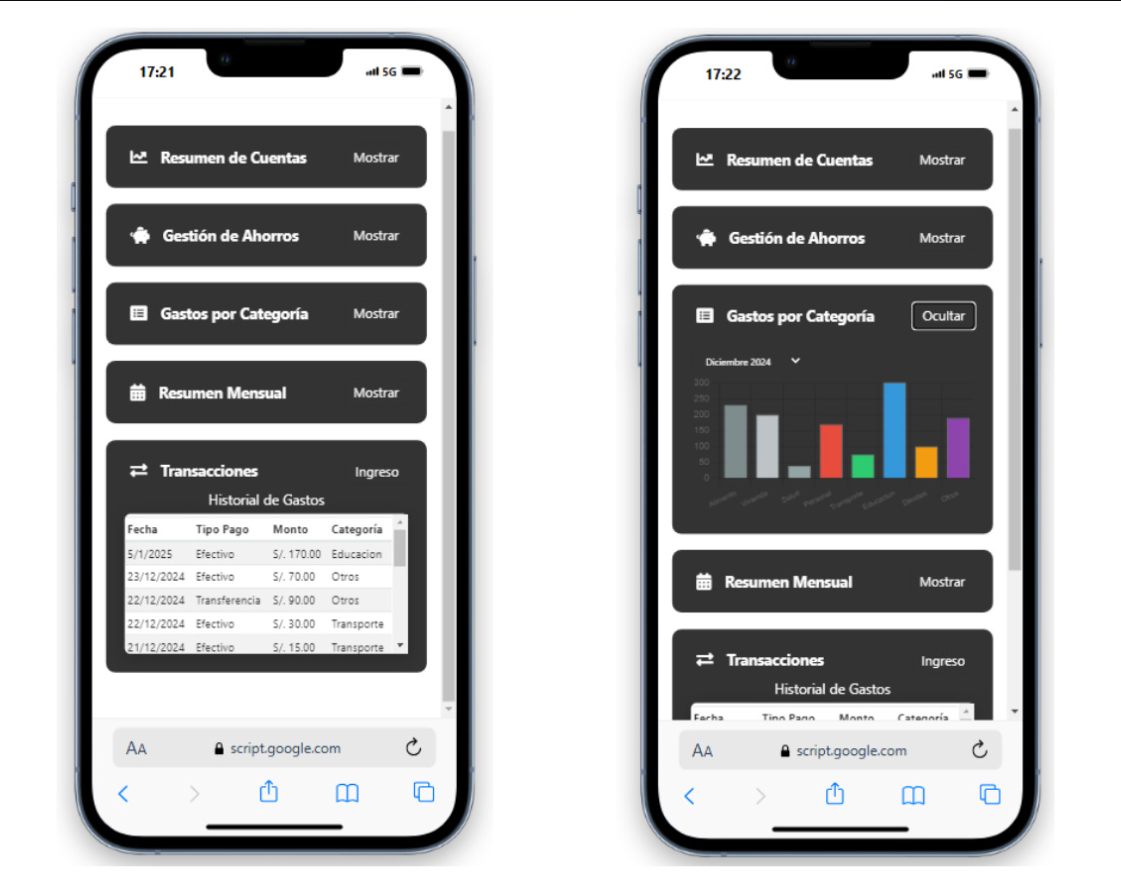 17:21
5G
Resumen de Cuentas Mostrar
Gestión de Ahorros Mostrar
Gastos por Categoría Mostrar
Resumen Mensual Mostrar
Transacciones Ingreso
Historial de Gastos
Fecha Tipo Pago Monto Categoría
5/1/2025 Efectivo S/. 170.00 Educacion
23/12/2024 Efectivo S/. 70.00 Otros
22/12/2024 Transferencia S/. 90.00 Otros
22/12/2024 Efectivo S/. 30.00 Transporte
21/12/2024 Efectivo S/. 15.00 Transporte
AA script.google.com
17:22
5G
Resumen de Cuentas Mostrar
Gestión de Ahorros Mostrar
Gastos por Categoría Ocultar
Diciembre 2024
300
250
200
150
100
50
0
Vivienda Salud Personal Transporte Educacion Otros
Resumen Mensual Mostrar
Transacciones Ingreso
Historial de Gastos
Fecha Tipo Pago Monto Categoría
AA script.google.com